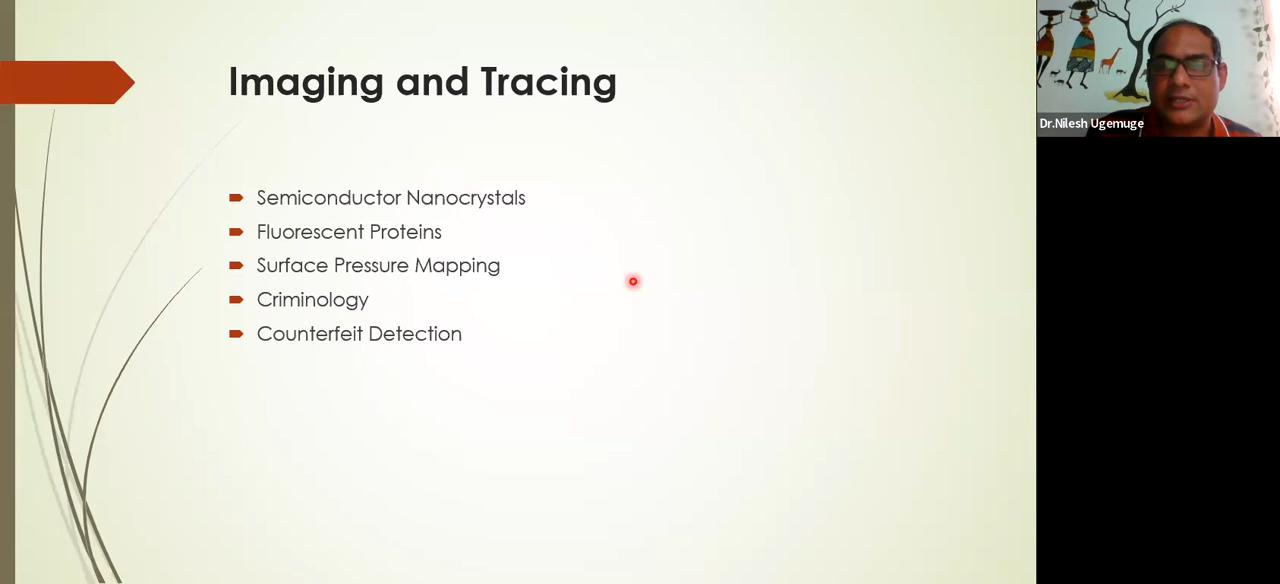 Imaging and Tracing
Semiconductor Nanocrystals
Fluorescent Proteins
Surface Pressure Mapping
Criminology
Counterfeit Detection
Dr.Nilesh Ugemuge